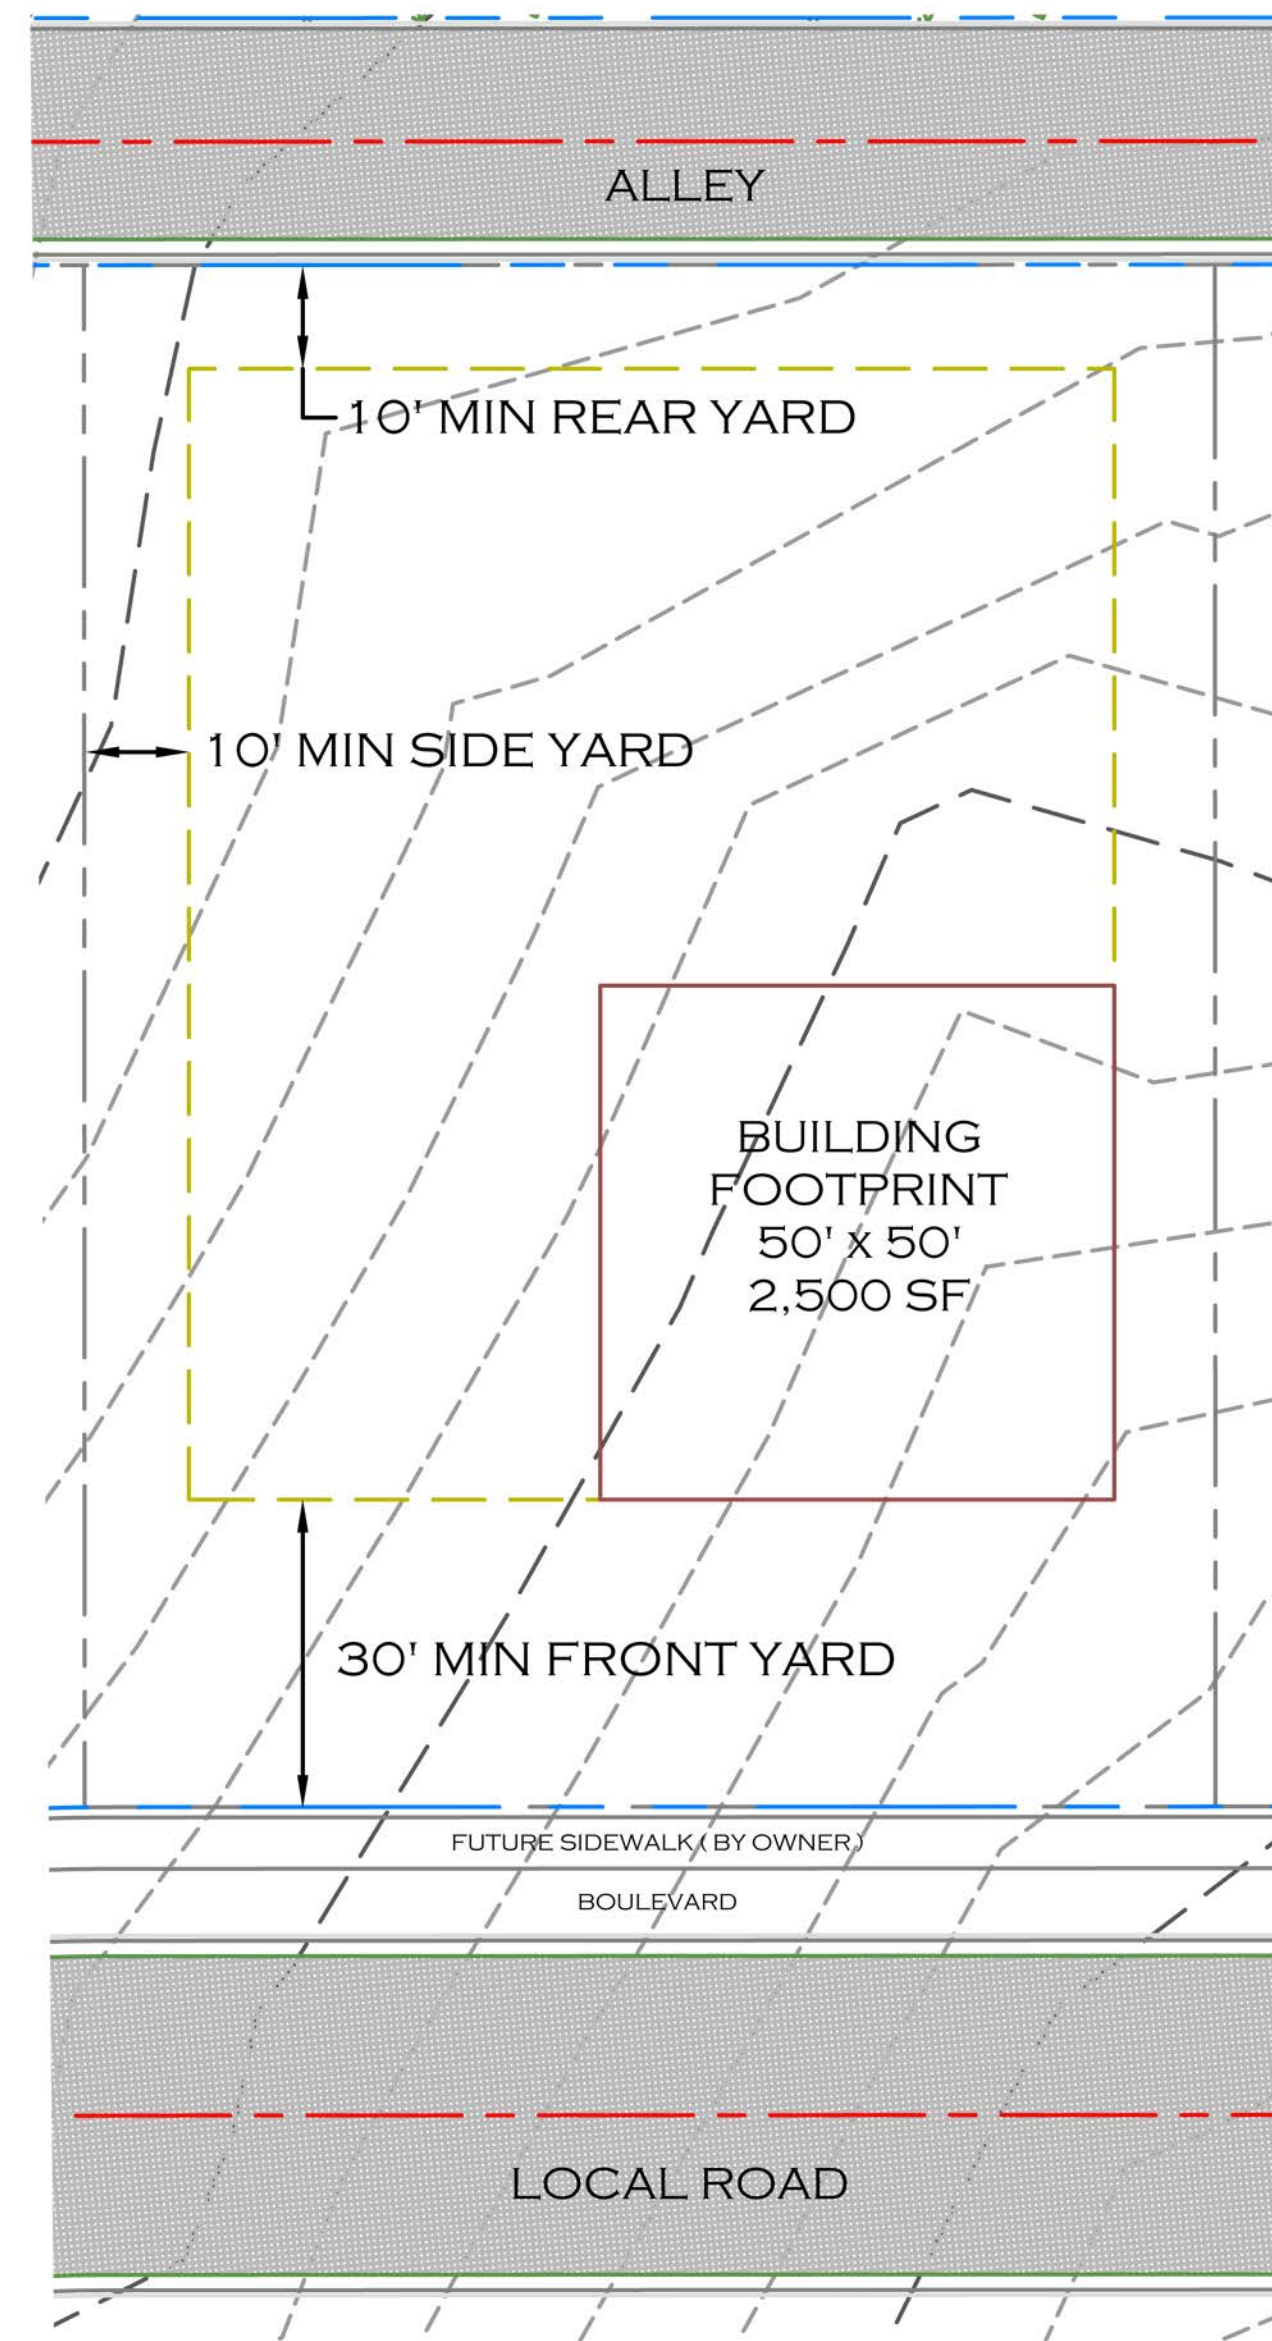 ALLEY
10' MIN REAR YARD
10' MIN SIDE YARD
BUILDING
FOOTPRINT
50' x 50'
2,500 SF
30' MIN FRONT YARD
FUTURE SIDEWALK ( BY OWNER )
BOULEVARD
LOCAL ROAD